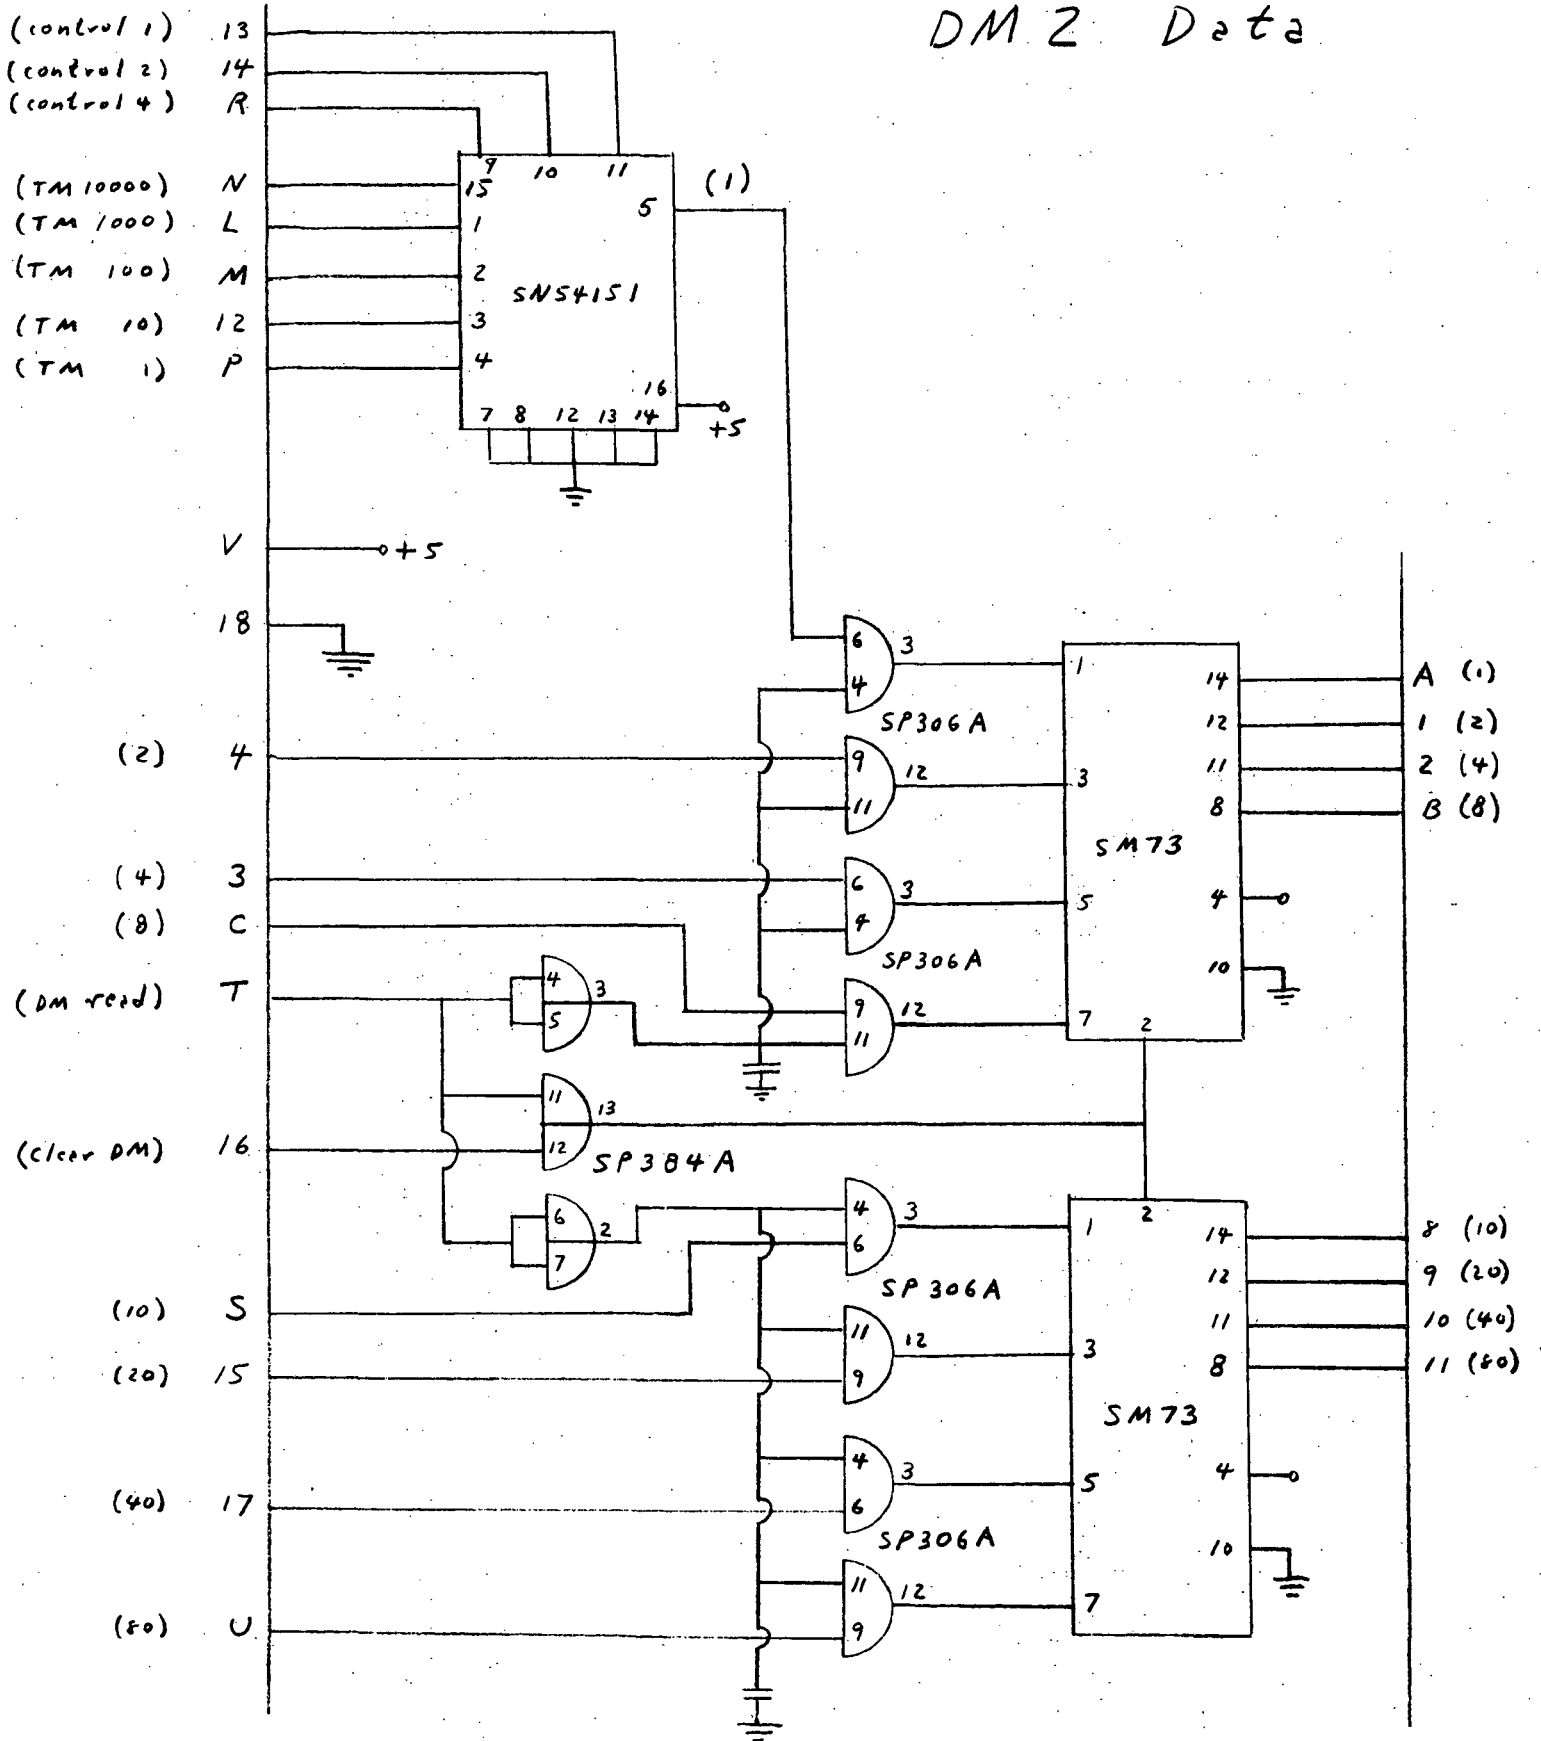 DM 2 Data
(control 1) 13
(control 2) 14
(control 4) R
9 10 11
(TM 10000) N 15
(1)
5
(TM 1000) L 1
(TM 100) M 2
SN54151
(TM 10) 12 3
(TM 1) P 4
16
+5
7 8 12 13 14
V +5
18
6 3 1
4
SP306A
14 A (1)
12 1 (2)
(2) 4 9 12 3
11
11 2 (4)
8 B (8)
SM73
(4) 3 6 3 5
4
4
(8) C
SP306A
10
(DM read) T 4 3
5
9 12 7
11
2
11 13
(Clear DM) 16 12
SP384A
6 2
7
4 3 1
6
2
SP306A
14 8 (10)
12 9 (20)
11 10 (40)
8 11 (80)
(10) S
11 12 3
(20) 15 9
SM73
4 3 5
4
(40) 17 6
SP306A
10
11 12 7
(80) U 9